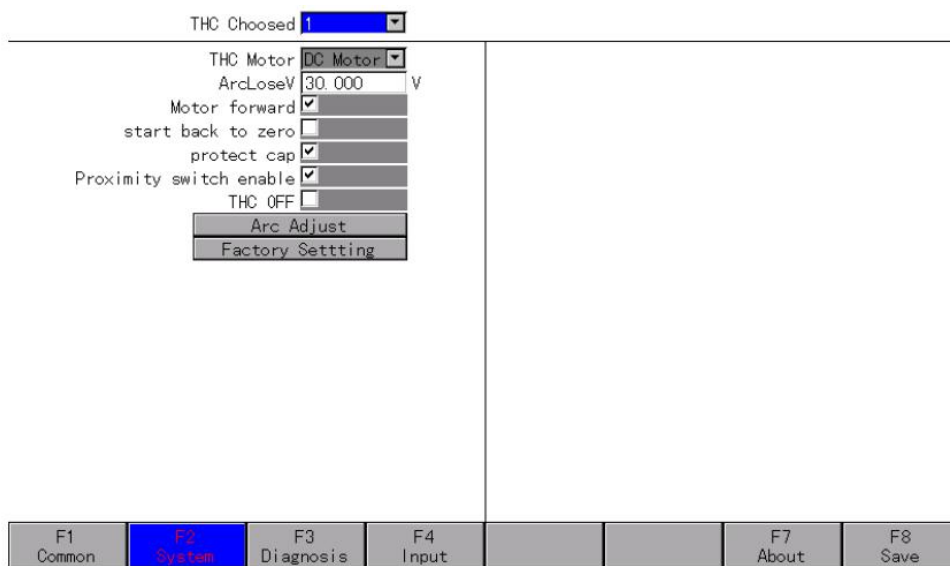 THC Choosed 1
THC Motor DC Motor
ArcLoseV 30.000 V
Motor forward
start back to zero
protect cap
Proximity switch enable
THC OFF
Arc Adjust
Factory Settting
F1 F2 F3 F4 F7 F8
Common System Diagnosis Input About Save